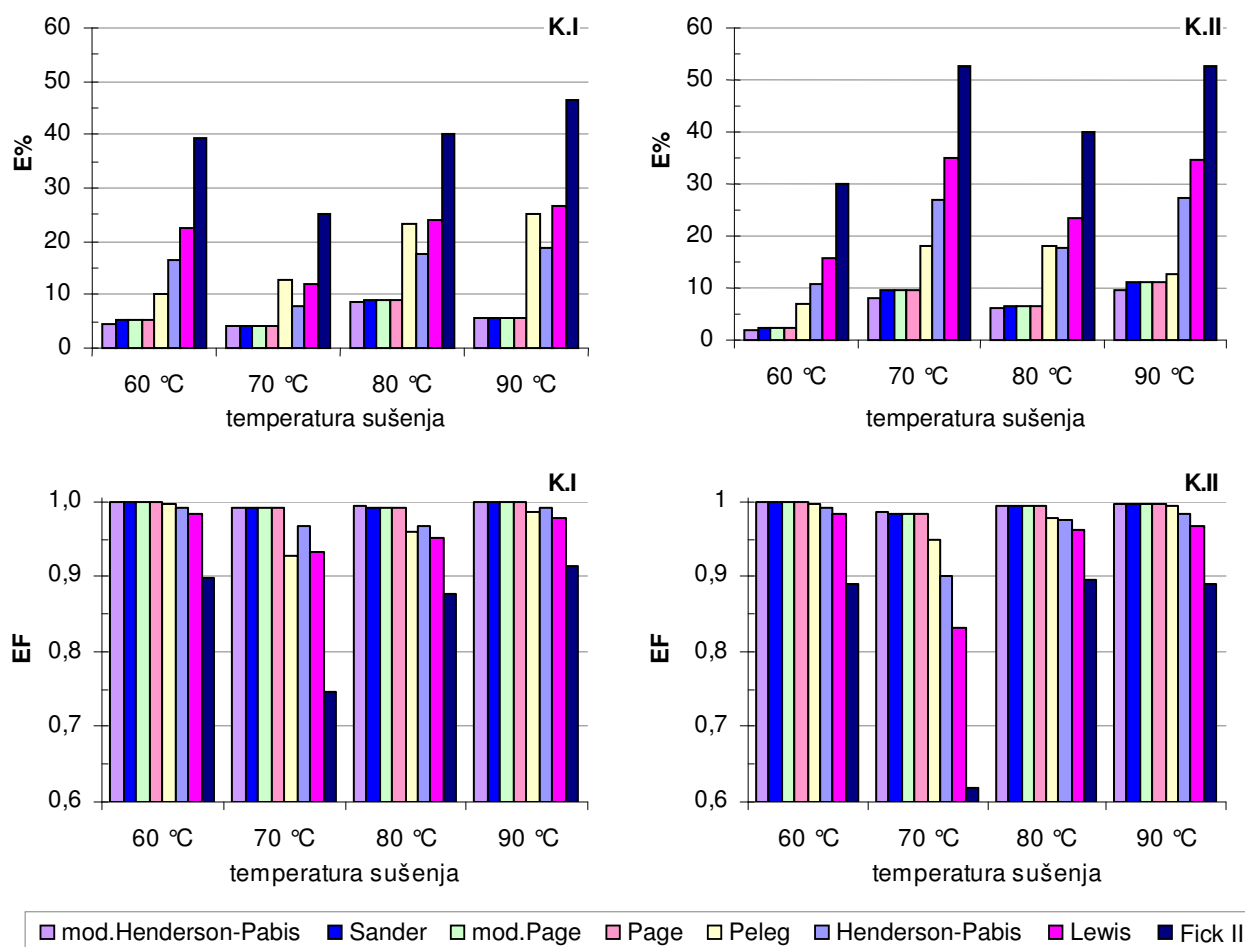 K.I
60
50
40
30
20
10
0
E%
60 °C 70 °C 80 °C 90 °C
temperatura sušenja
K.II
60
50
40
30
20
10
0
E%
60 °C 70 °C 80 °C 90 °C
temperatura sušenja
K.I
1,0
0,9
0,8
0,7
0,6
EF
60 °C 70 °C 80 °C 90 °C
temperatura sušenja
K.II
1
0,9
0,8
0,7
0,6
EF
60 °C 70 °C 80 °C 90 °C
temperatura sušenja
mod.Henderson-Pabis Sander mod.Page Page Peleg Henderson-Pabis Lewis Fick II